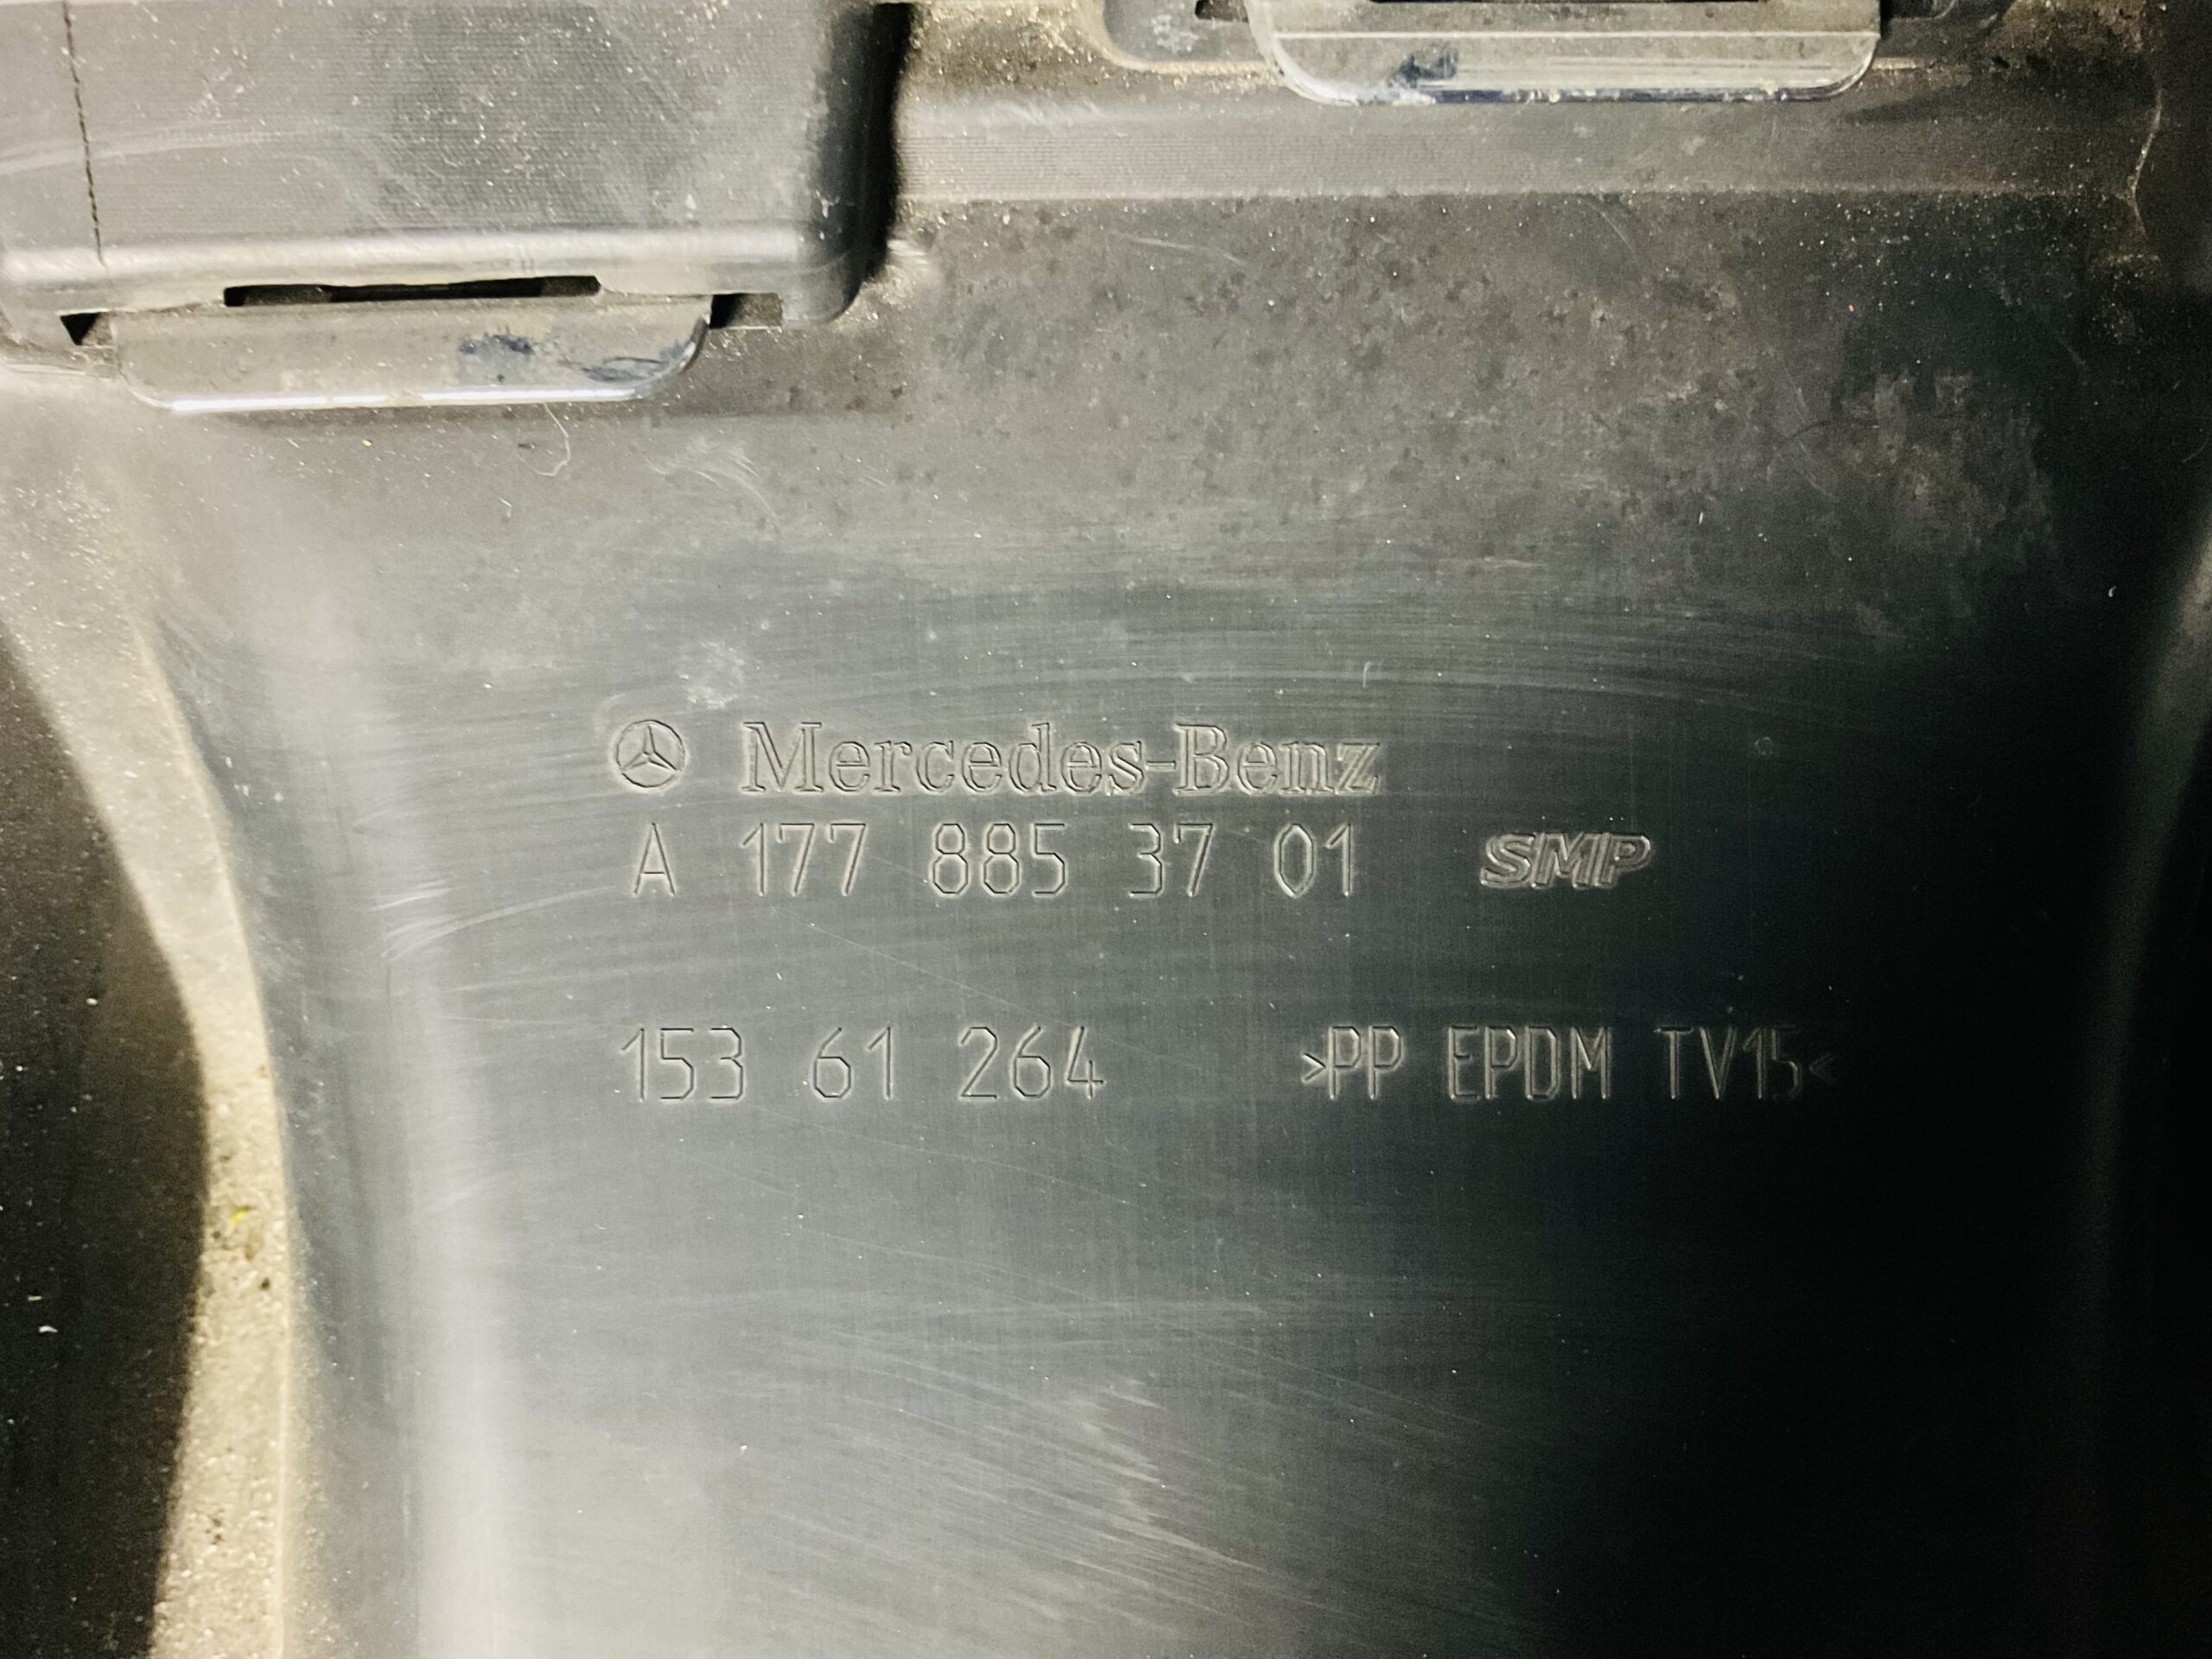 Mercedes-Benz
A 177 885 37 01 SMP
153 61 264 >PP EPDM TV15<